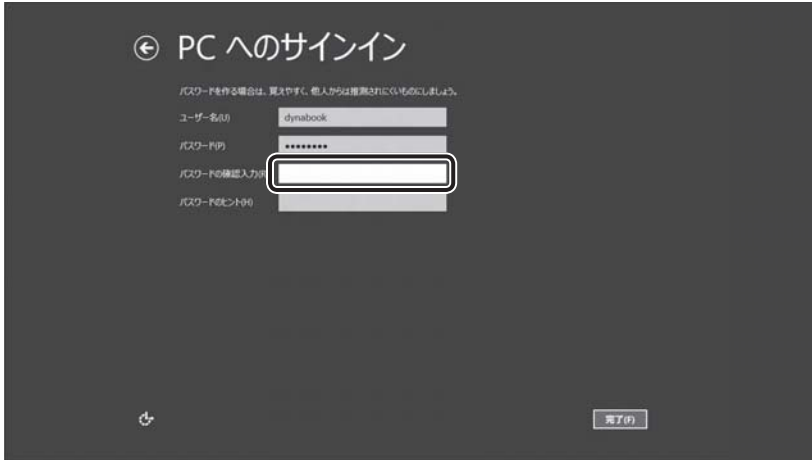 PC へのサインイン
パスワードを作る場合は、覚えやすく、他人からは推測されにくいものにしましょう。
ユーザー名(U)
dynabook
パスワード(P)
••••••••
パスワードの確認入力(R
パスワードのヒント(H)
完了(F)